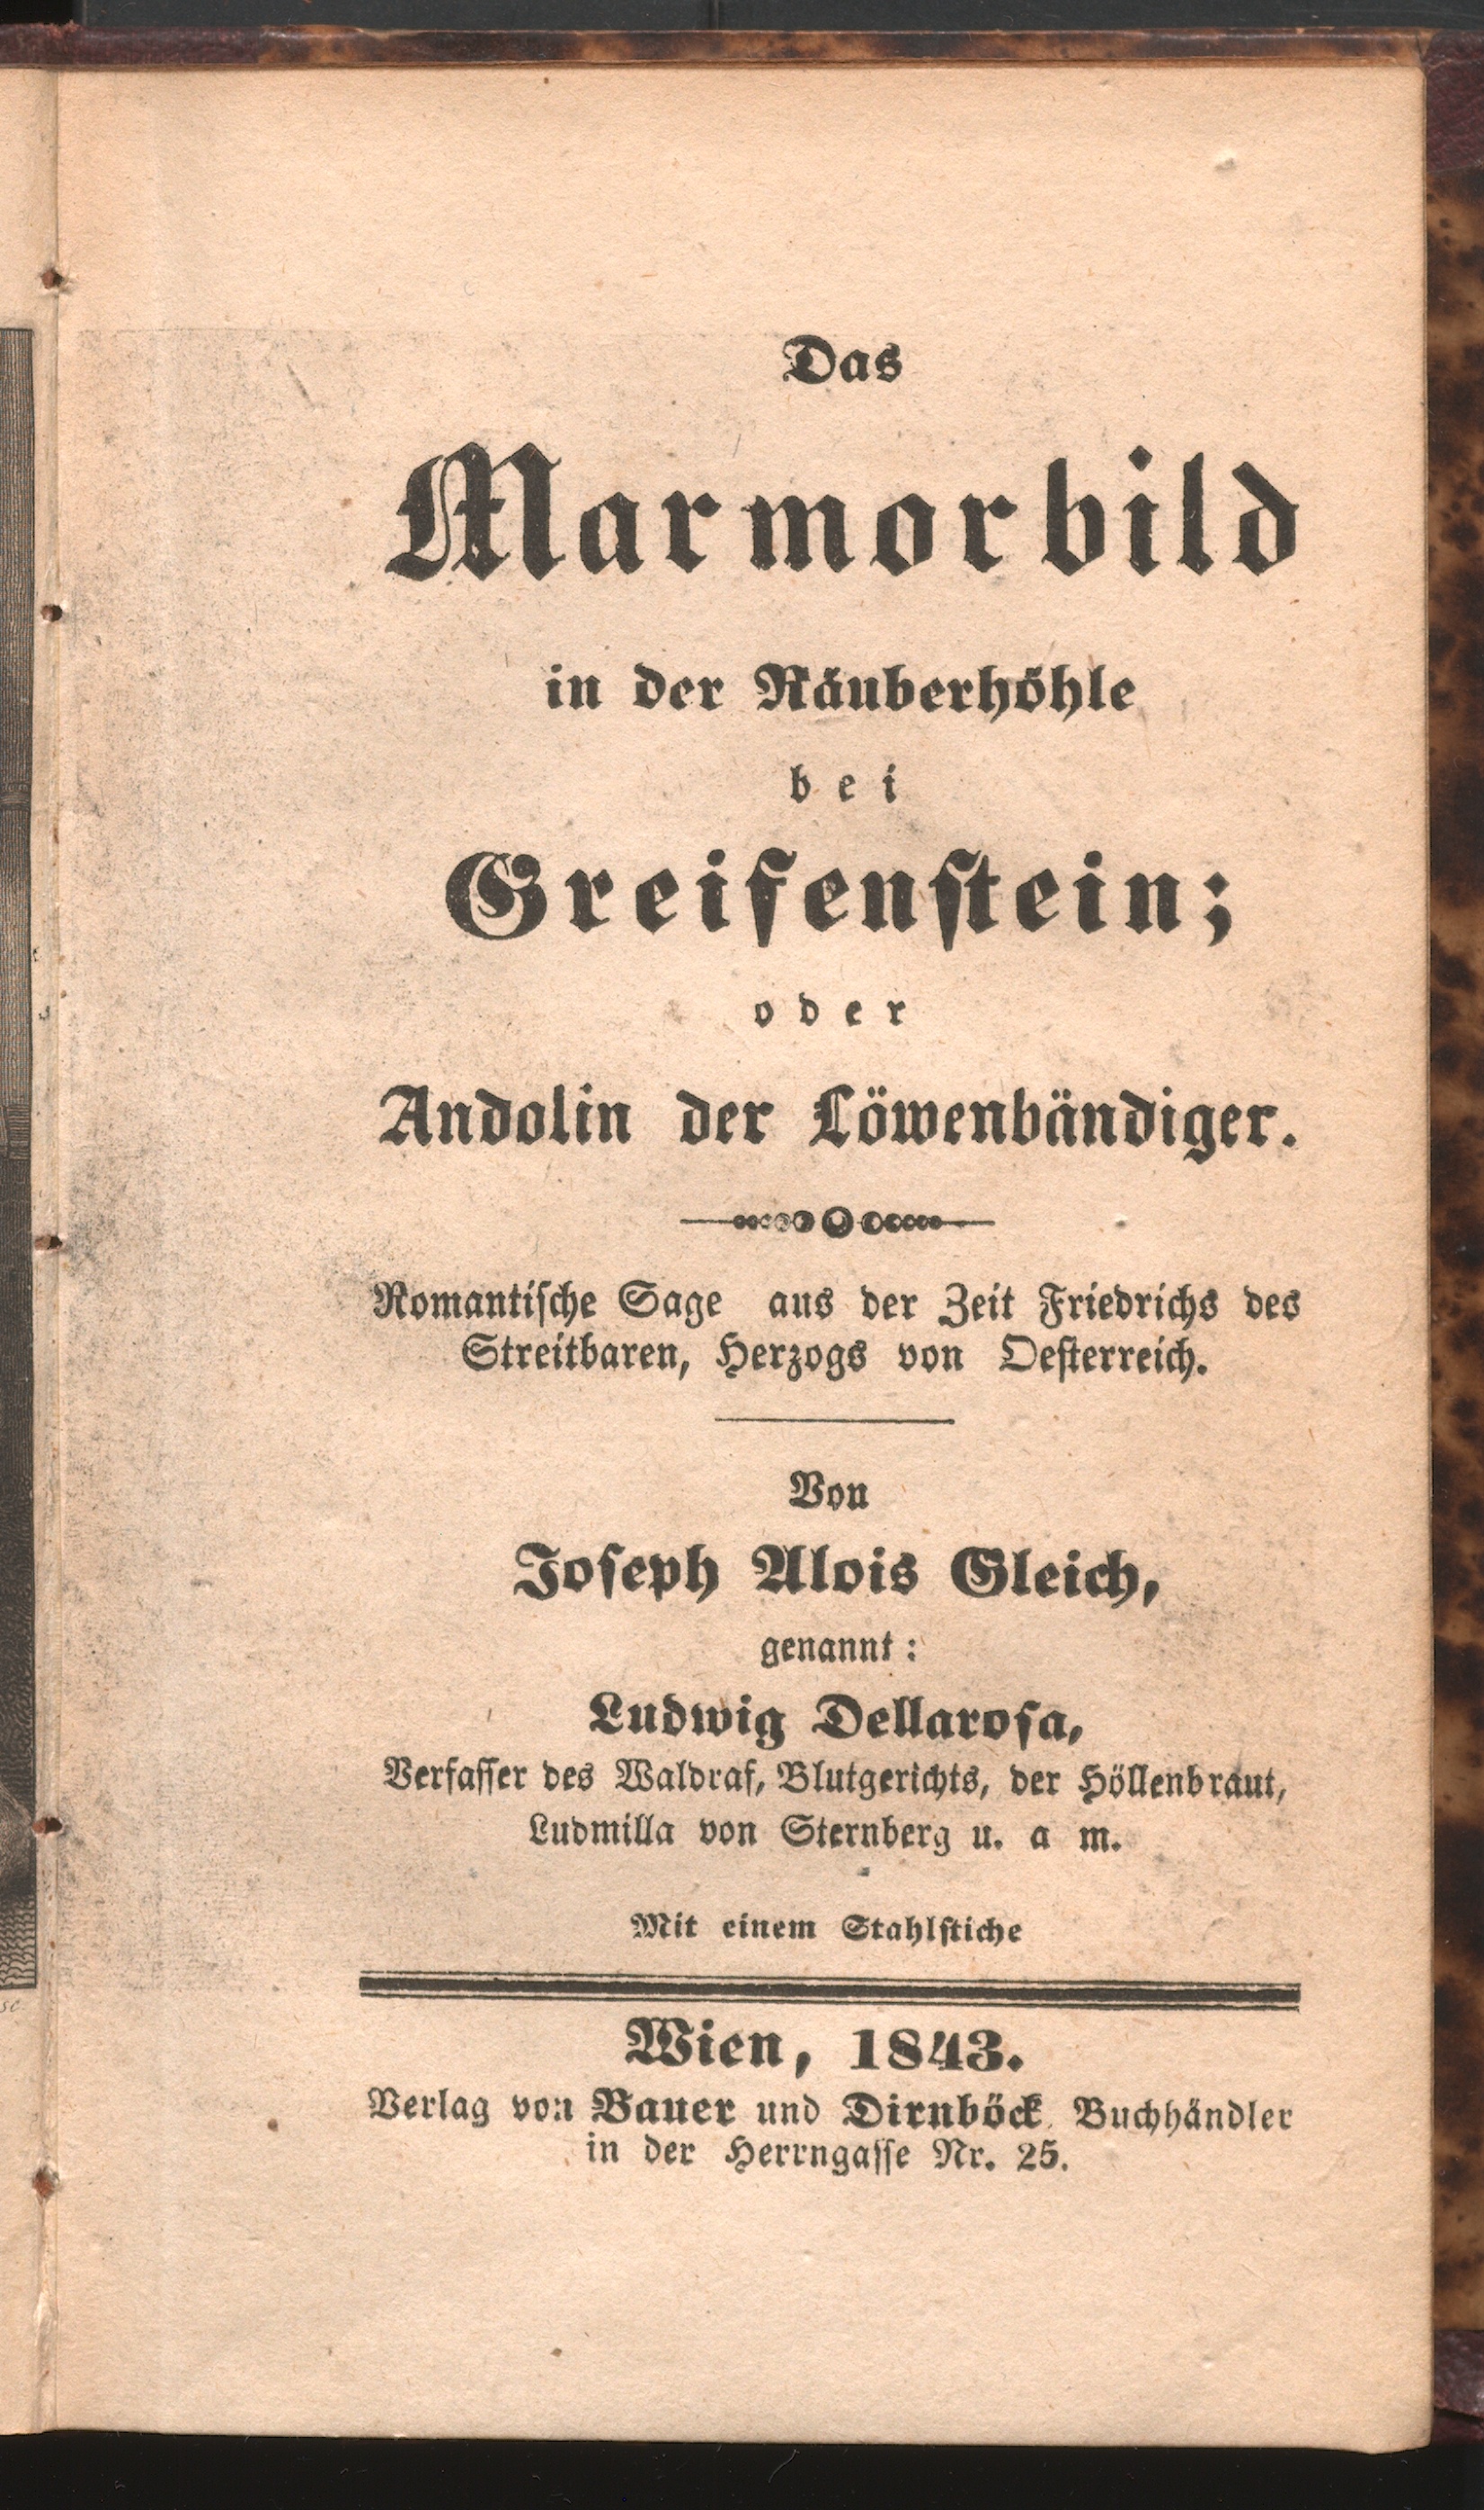 Das
Marmorbild
in der Räuberhöhle
bei
Greifenstein;
oder
Andolin der Löwenbändiger.
Romantische Sage aus der Zeit Friedrichs des
Streitbaren, Herzogs von Oesterreich.
Von
Joseph Alois Gleich,
genannt:
Ludwig Dellarosa,
Verfasser des Waldraf, Blutgerichts, der Höllenbraut,
Ludmilla von Sternberg u. a m.
Mit einem Stahlstiche
Wien, 1843.
Verlag von Bauer und Dirnböck Buchhändler
in der Herrngasse Nr. 25.
sc.